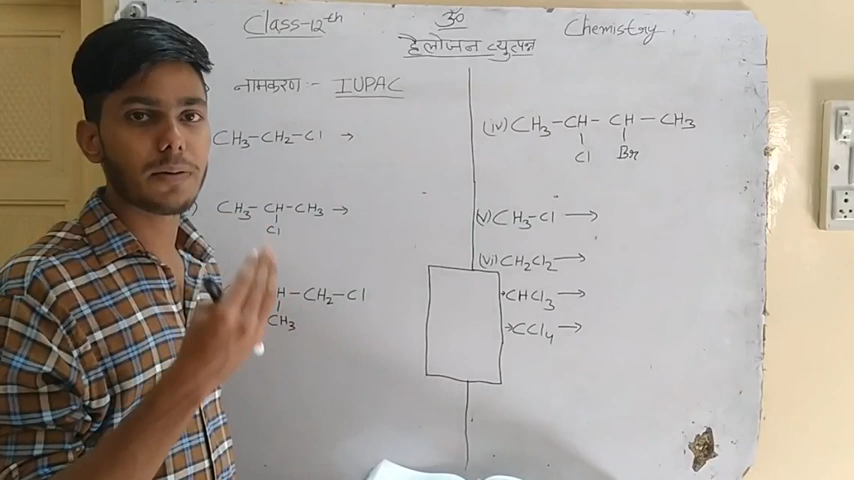 Class-12th ॐ Chemistry
हैलोजन व्युत्पन्न
नामकरण :- IUPAC
CH3-CH2-Cl →
) CH3-CH-CH3 →
Cl
H-CH2-Cl
CH3
(iv) CH3-CH-CH-CH3
Cl Br
(v) CH3-Cl →
(vi) CH2Cl2 →
→CHCl3 →
→CCl4 →